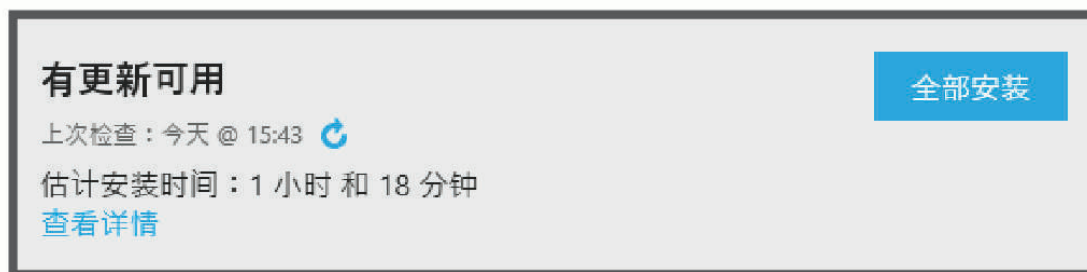 有更新可用
全部安装
上次检查：今天 @ 15:43
估计安装时间：1 小时 和 18 分钟
查看详情